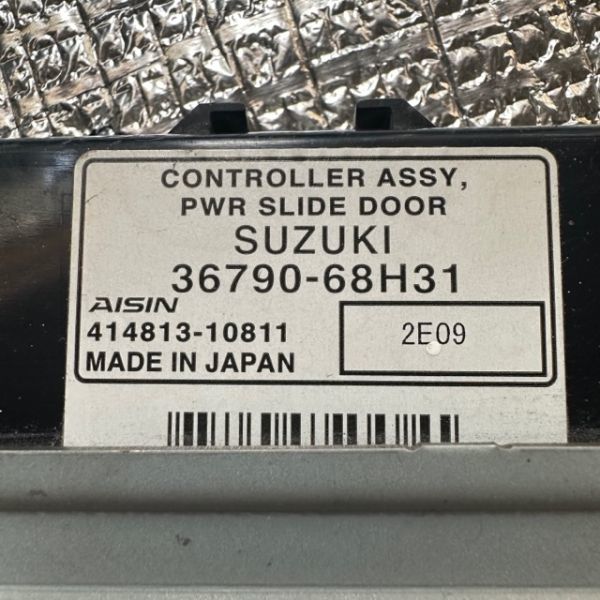 CONTROLLER ASSY,
PWR SLIDE DOOR
SUZUKI
36790-68H31
AISIN
414813-10811
2E09
MADE IN JAPAN